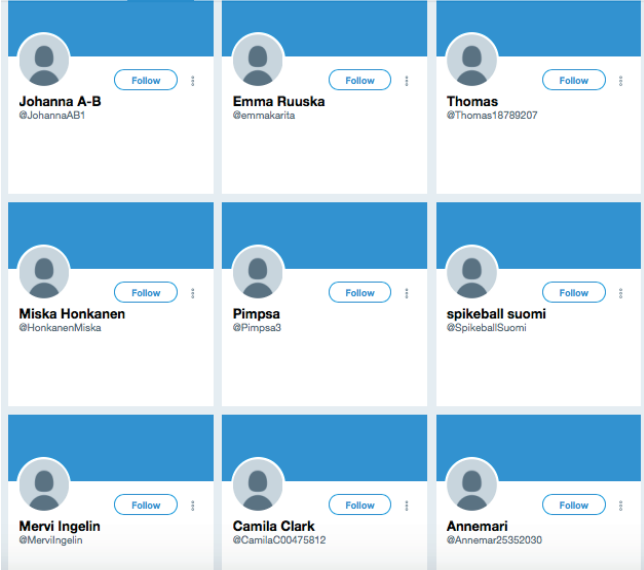 Follow
Johanna A-B
@JohannaAB1
Follow
Emma Ruuska
@emmakarita
Follow
Thomas
@Thomas18789207
Follow
Miska Honkanen
@HonkanenMiska
Follow
Pimpsa
@Pimpsa3
Follow
spikeball suomi
@SpikeballSuomi
Follow
Mervi Ingelin
@MerviIngelin
Follow
Camila Clark
@CamilaC00475812
Follow
Annemari
@Annemar25352030